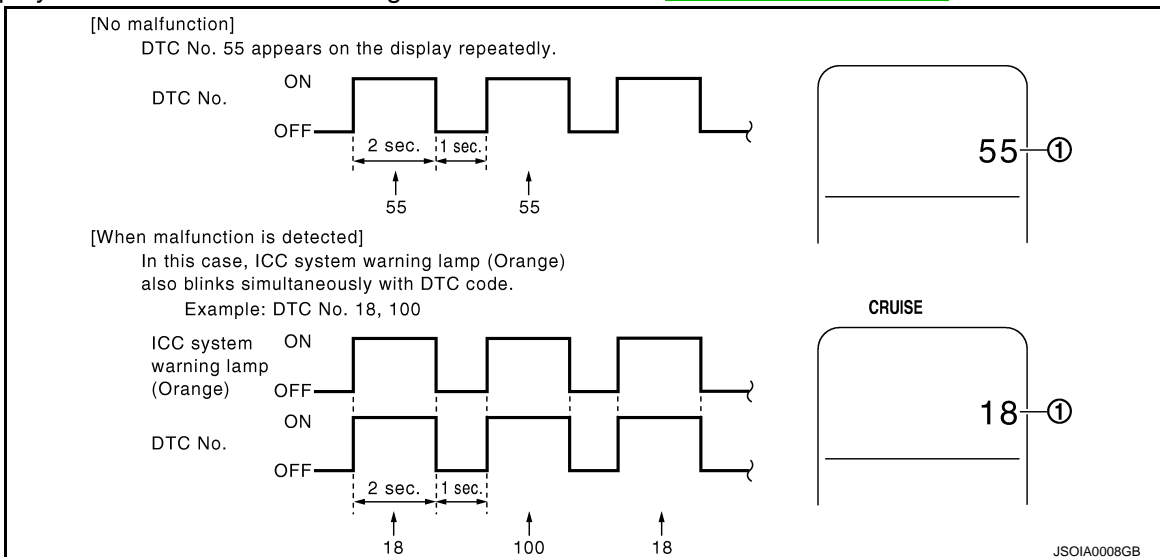 [No malfunction]
DTC No. 55 appears on the display repeatedly.
ON
DTC No.
OFF
2 sec.
1 sec.
55
55
55
①
[When malfunction is detected]
In this case, ICC system warning lamp (Orange)
also blinks simultaneously with DTC code.
Example: DTC No. 18, 100
CRUISE
ICC system
warning lamp
(Orange)
ON
OFF
18
①
ON
DTC No.
OFF
2 sec.
1 sec.
18
100
18
JSOIA0008GB